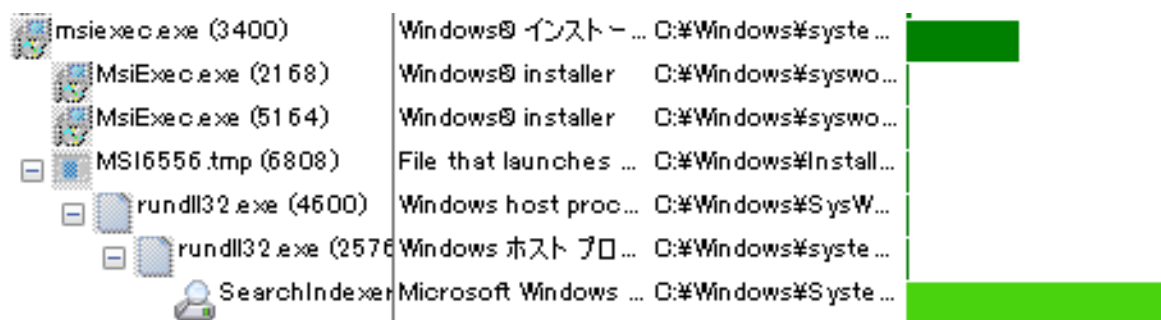 msiexec.exe (3400) Windows® インストー... C:¥Windows¥syste...
MsiExec.exe (2168) Windows® installer C:¥Windows¥syswo...
MsiExec.exe (5164) Windows® installer C:¥Windows¥syswo...
MSI6556.tmp (6808) File that launches ... C:¥Windows¥Install...
rundll32.exe (4600) Windows host proc... C:¥Windows¥SysW...
rundll32.exe (2576 Windows ホスト プロ... C:¥Windows¥syste...
SearchIndexer Microsoft Windows ... C:¥Windows¥Syste...